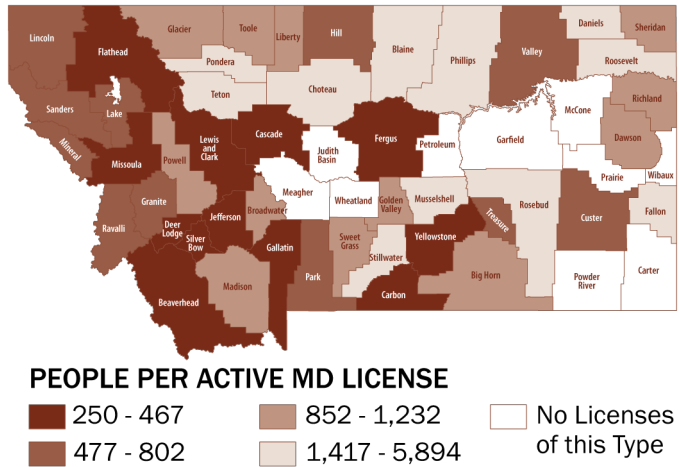 Lincoln
Flathead
Glacier
Toole
Liberty
Hill
Blaine
Phillips
Valley
Daniels
Sheridan
Roosevelt
Pondera
Teton
Choteau
Sanders
Lake
Mineral
Missoula
Powell
Lewis
and
Clark
Cascade
Judith
Basin
Fergus
Petroleum
Garfield
McCone
Richland
Dawson
Prairie
Wibaux
Ravalli
Granite
Deer
Lodge
Silver
Bow
Jefferson
Broadwater
Meagher
Wheatland
Golden
Valley
Musselshell
Treasure
Rosebud
Custer
Fallon
Beaverhead
Madison
Gallatin
Park
Sweet
Grass
Stillwater
Yellowstone
Carbon
Big Horn
Powder
River
Carter
PEOPLE PER ACTIVE MD LICENSE
250 - 467
477 - 802
852 - 1,232
1,417 - 5,894
No Licenses
of this Type